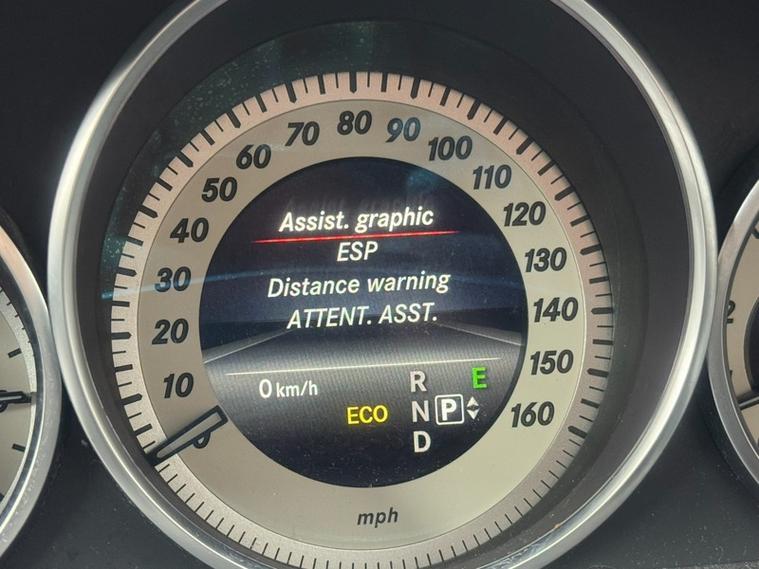 10
20
30
40
50
60
70
80
90
100
110
120
130
140
150
160
Assist. graphic
ESP
Distance warning
ATTENT. ASST.
0 km/h
R E
ECO N P
D
mph